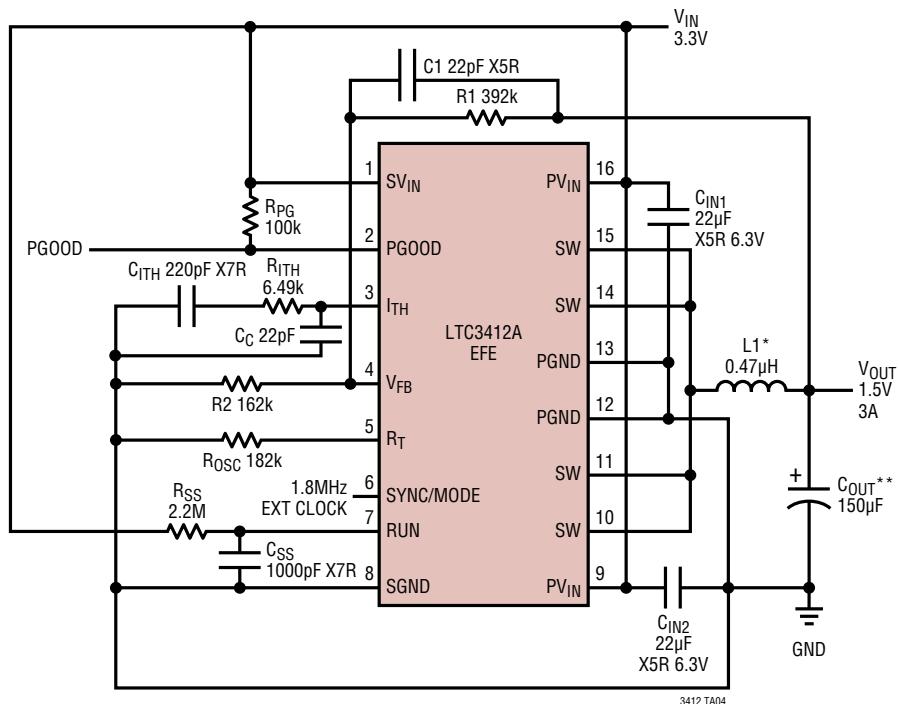 V_IN
3.3V
C1 22pF X5R
R1 392k
1
SV_IN
PV_IN
16
R_PG
100k
C_IN1
22µF
X5R 6.3V
PGOOD
2
PGOOD
SW
15
C_ITH 220pF X7R
R_ITH
6.49k
3
I_TH
SW
14
C_C 22pF
LTC3412A
EFE
PGND
13
L1*
0.47µH
V_OUT
1.5V
3A
4
V_FB
PGND
12
R2 162k
5
R_T
SW
11
R_OSC 182k
1.8MHz
EXT CLOCK
6
SYNC/MODE
+
C_OUT**
150µF
R_SS
2.2M
7
RUN
SW
10
C_SS
1000pF X7R
8
SGND
PV_IN
9
C_IN2
22µF
X5R 6.3V
GND
3412 TA04